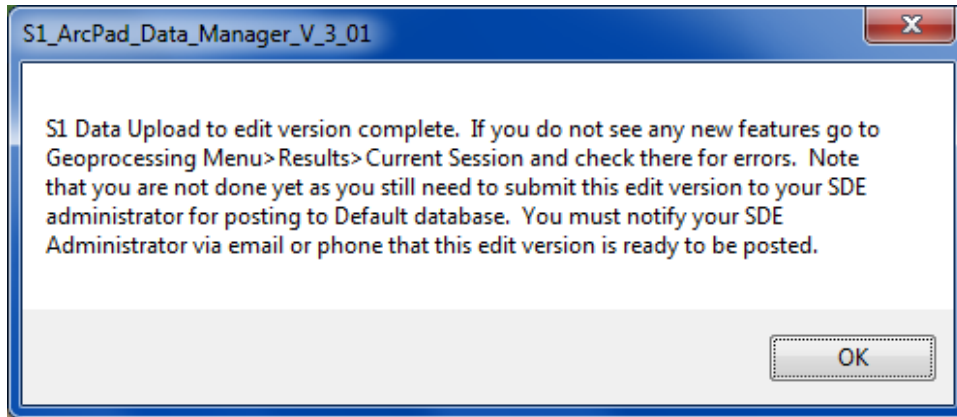 S1_ArcPad_Data_Manager_V_3_01
S1 Data Upload to edit version complete.  If you do not see any new features go to
Geoprocessing Menu>Results>Current Session and check there for errors.  Note
that you are not done yet as you still need to submit this edit version to your SDE
administrator for posting to Default database.  You must notify your SDE
Administrator via email or phone that this edit version is ready to be posted.
OK